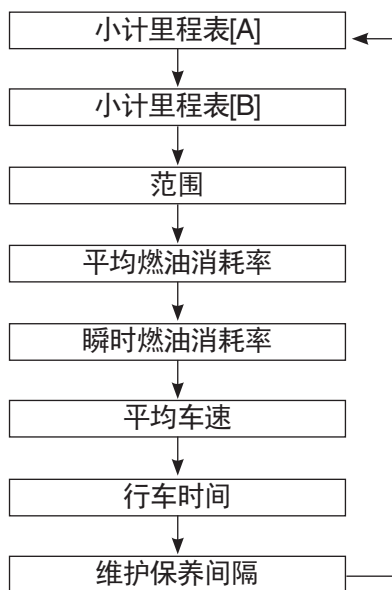 小计里程表[A]
小计里程表[B]
范围
平均燃油消耗率
瞬时燃油消耗率
平均车速
行车时间
维护保养间隔